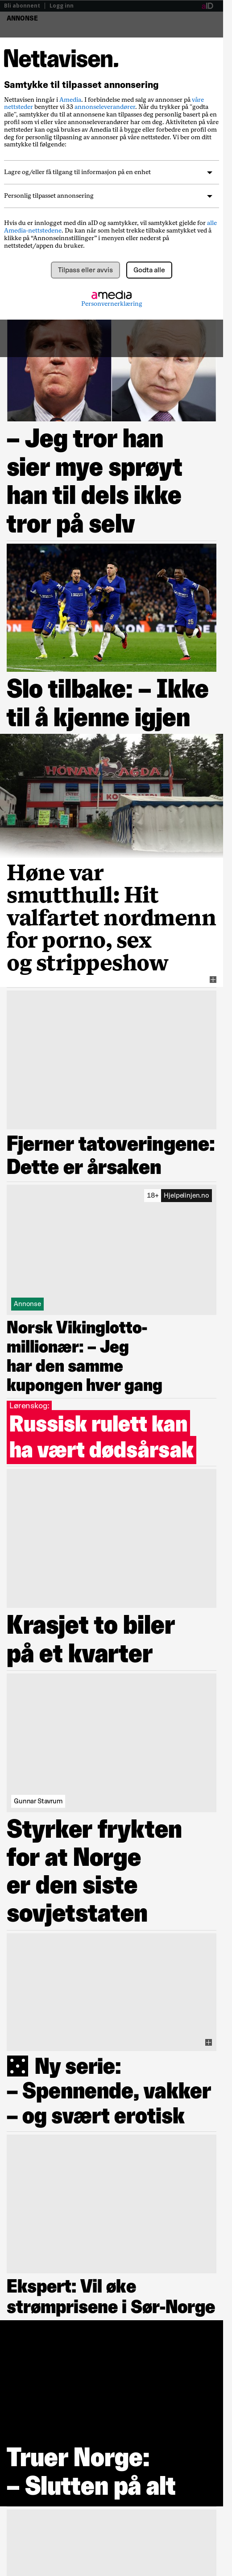 Bli abonnent | Logg inn
aiD
ANNONSE
Nettavisen.
Samtykke til tilpasset annonsering
Nettavisen inngår i Amedia. I forbindelse med salg av annonser på våre
nettsteder benytter vi 33 annonseleverandører. Når du trykker på "godta
alle", samtykker du til at annonsene kan tilpasses deg personlig basert på en
profil som vi eller våre annonseleverandører har om deg. Aktiviteten på våre
nettsteder kan også brukes av Amedia til å bygge eller forbedre en profil om
deg for personlig tilpasning av annonser på våre nettsteder. Vi ber om ditt
samtykke til følgende:
Lagre og/eller få tilgang til informasjon på en enhet
Personlig tilpasset annonsering
Hvis du er innlogget med din aID og samtykker, vil samtykket gjelde for alle
Amedia-nettstedene. Du kan når som helst trekke tilbake samtykket ved å
klikke på "Annonseinnstillinger" i menyen eller nederst på
nettstedet/appen du bruker.
Tilpass eller avvis
Godta alle
amedia
Personvernerklæring
– Jeg tror han
sier mye sprøyt
han til dels ikke
tror på selv
Slo tilbake: – Ikke
til å kjenne igjen
HÖNAN AGDA
Høne var
smutthull: Hit
valfartet nordmenn
for porno, sex
og strippeshow
Fjerner tatoveringene:
Dette er årsaken
18+ Hjelpelinjen.no
Annonse
Norsk Vikinglotto-
millionær: – Jeg
har den samme
kupongen hver gang
Lørenskog:
Russisk rulett kan
ha vært dødsårsak
Krasjet to biler
på et kvarter
Gunnar Stavrum
Styrker frykten
for at Norge
er den siste
sovjetstaten
Ny serie:
– Spennende, vakker
– og svært erotisk
Ekspert: Vil øke
strømprisene i Sør-Norge
Truer Norge:
– Slutten på alt